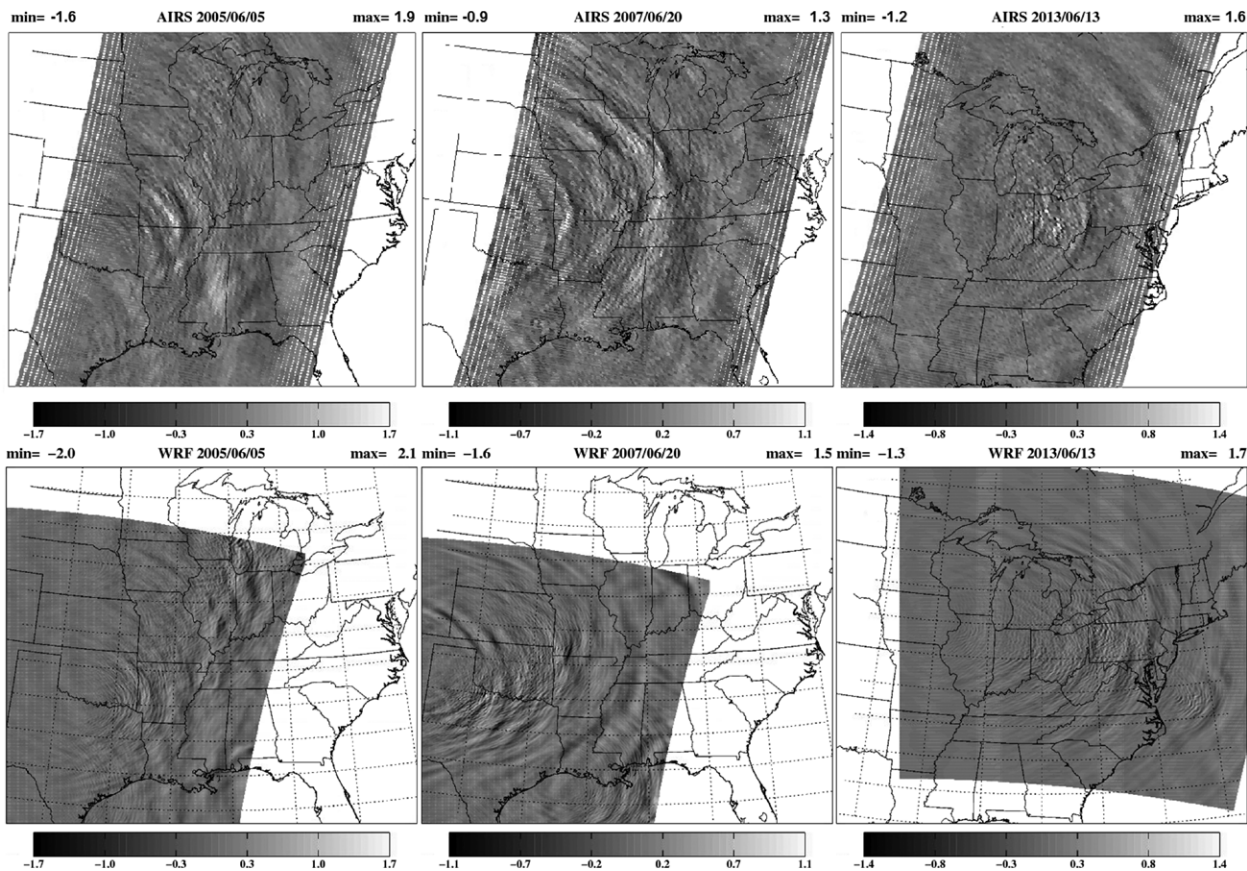 min= -1.6 AIRS 2005/06/05 max= 1.9
min= -0.9 AIRS 2007/06/20 max= 1.3
min= -1.2 AIRS 2013/06/13 max= 1.6
-1.7 -1.0 -0.3 0.3 1.0 1.7
-1.1 -0.7 -0.2 0.2 0.7 1.1
-1.4 -0.8 -0.3 0.3 0.8 1.4
min= -2.0 WRF 2005/06/05 max= 2.1
min= -1.6 WRF 2007/06/20 max= 1.5
min= -1.3 WRF 2013/06/13 max= 1.7
-1.7 -1.0 -0.3 0.3 1.0 1.7
-1.1 -0.7 -0.2 0.2 0.7 1.1
-1.4 -0.8 -0.3 0.3 0.8 1.4